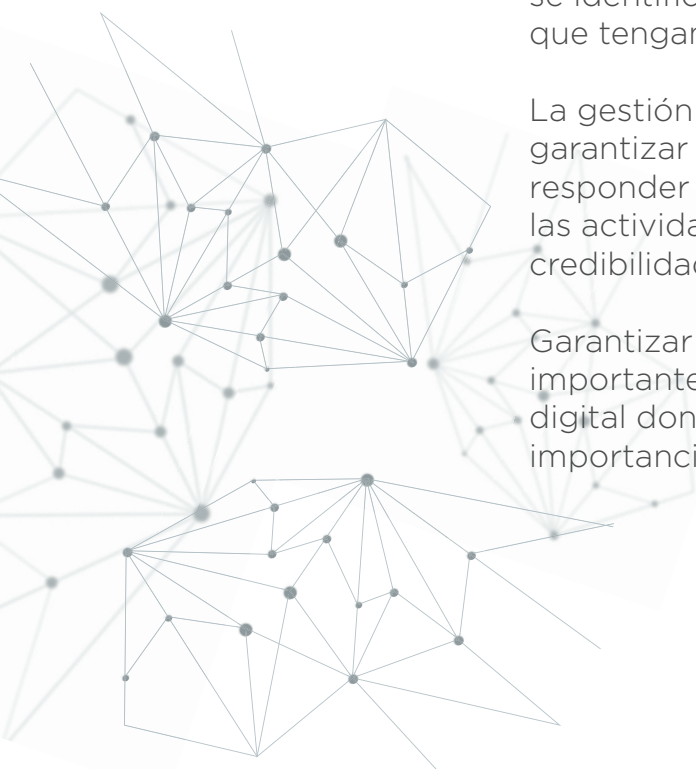 que tengan
La gestión
garantizar
responder
las activida
credibilidad
Garantizar
importante
digital don
importanci